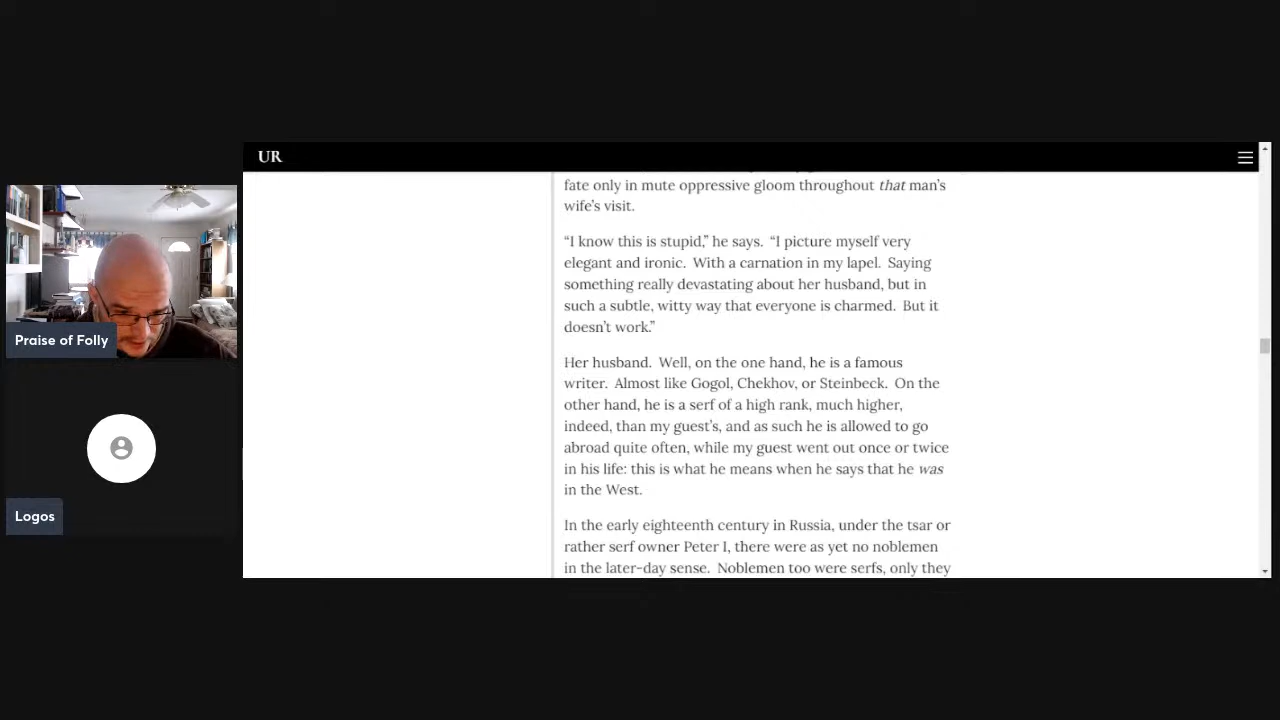 UR
fate only in mute oppressive gloom throughout that man's
wife's visit.
“I know this is stupid,” he says. “I picture myself very
elegant and ironic. With a carnation in my lapel. Saying
something really devastating about her husband, but in
such a subtle, witty way that everyone is charmed. But it
doesn't work.”
Her husband. Well, on the one hand, he is a famous
writer. Almost like Gogol, Chekhov, or Steinbeck. On the
other hand, he is a serf of a high rank, much higher,
indeed, than my guest's, and as such he is allowed to go
abroad quite often, while my guest went out once or twice
in his life: this is what he means when he says that he was
in the West.
In the early eighteenth century in Russia, under the tsar or
rather serf owner Peter I, there were as yet no noblemen
in the later-day sense. Noblemen too were serfs, only they
Praise of Folly
Logos